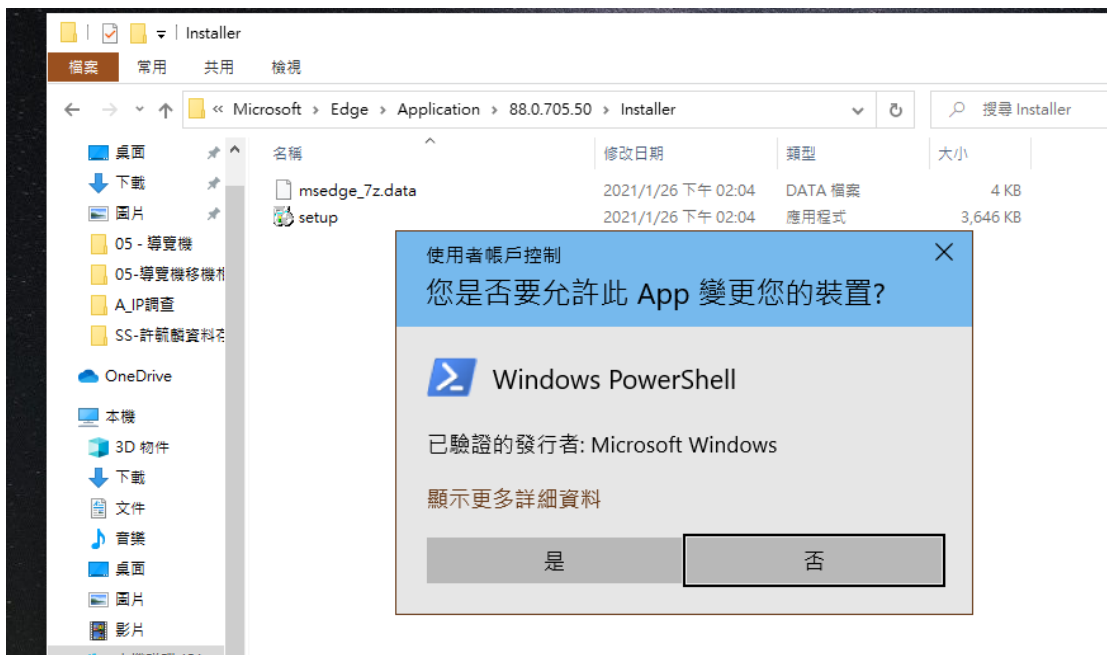 Installer
檔案 常用 共用 檢視
« Microsoft › Edge › Application › 88.0.705.50 › Installer
搜尋 Installer
名稱 修改日期 類型 大小
msedge_7z.data 2021/1/26 下午 02:04 DATA 檔案 4 KB
setup 2021/1/26 下午 02:04 應用程式 3,646 KB
桌面
下載
圖片
05 - 導覽機
05-導覽機移機
A_IP調查
SS-許毓麟資料
OneDrive
本機
3D 物件
下載
文件
音樂
桌面
圖片
影片
使用者帳戶控制
您是否要允許此 App 變更您的裝置?
Windows PowerShell
已驗證的發行者: Microsoft Windows
顯示更多詳細資料
是 否